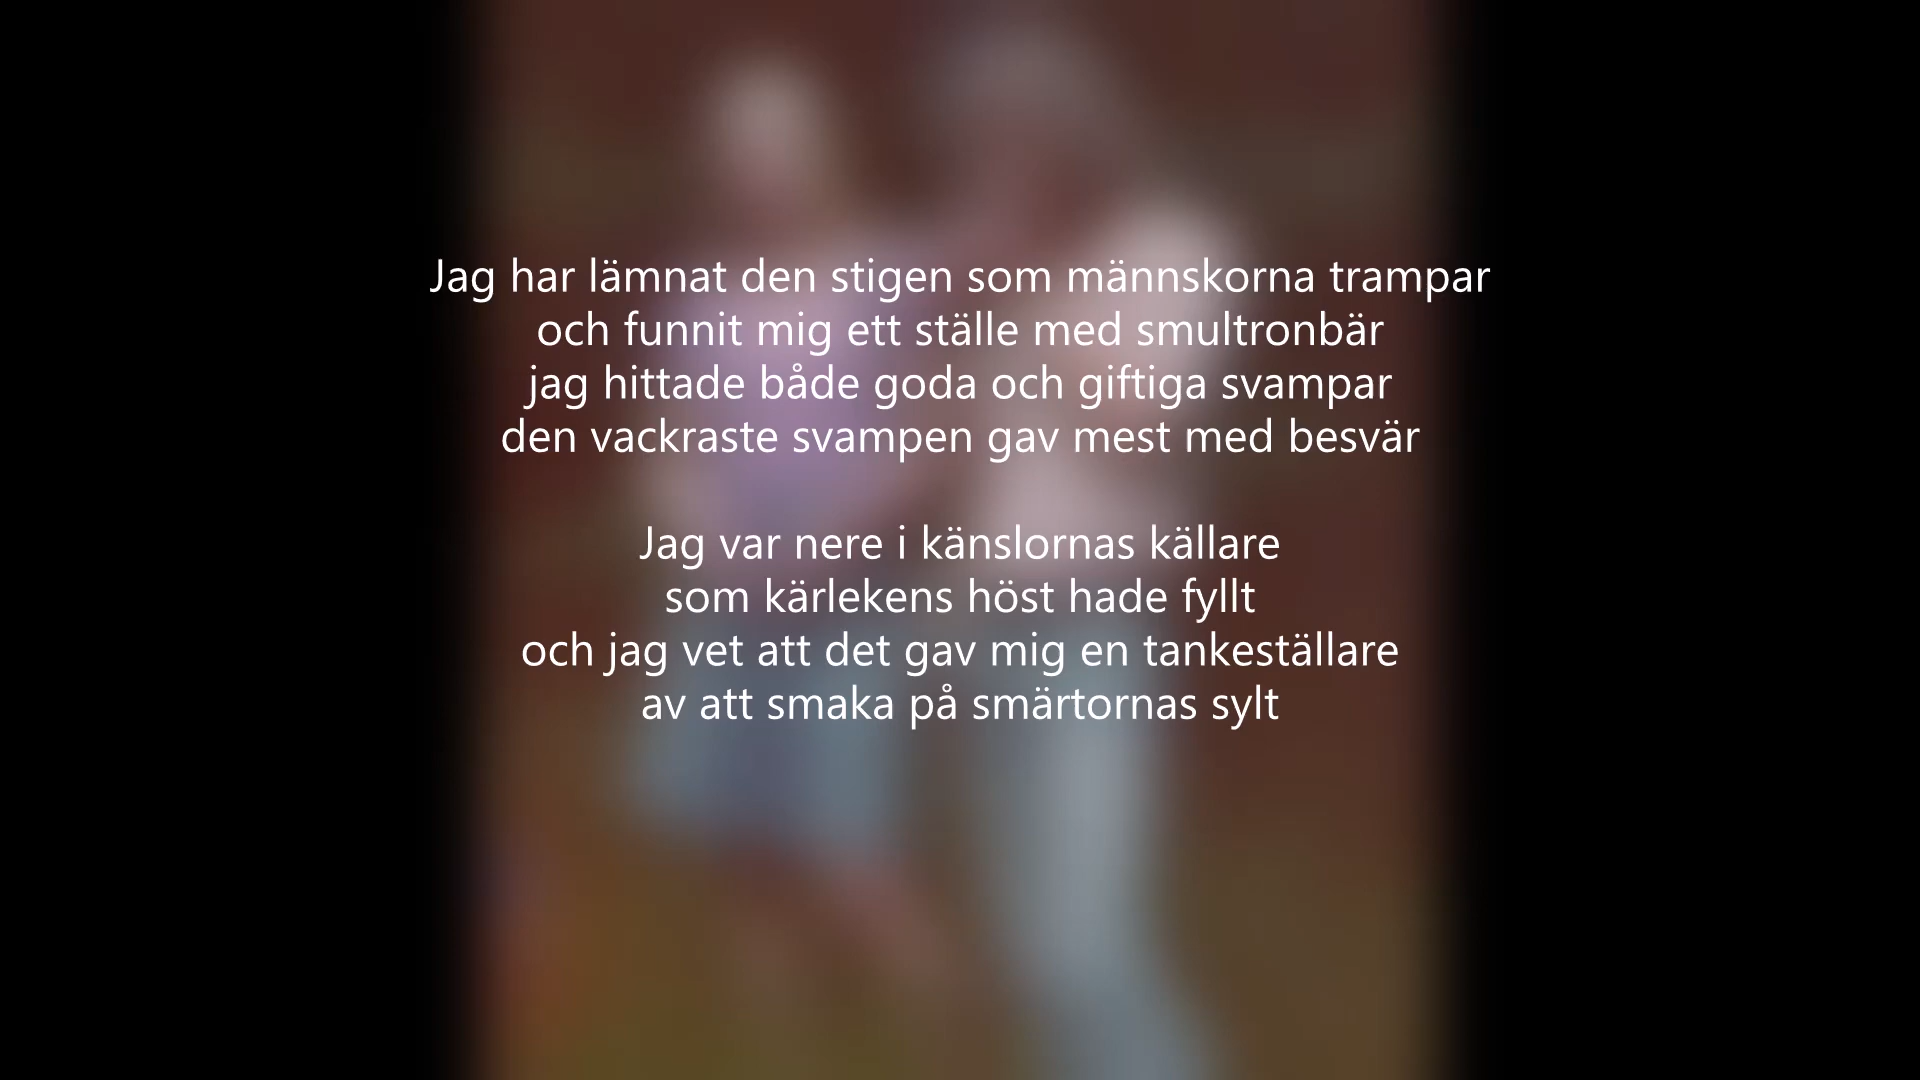 Jag har lämnat den stigen som männskorna trampar
och funnit mig ett ställe med smultronbär
jag hittade både goda och giftiga svampar
den vackraste svampen gav mest med besvär
Jag var nere i känslornas källare
som kärlekens höst hade fyllt
och jag vet att det gav mig en tankeställare
av att smaka på smärtornas sylt